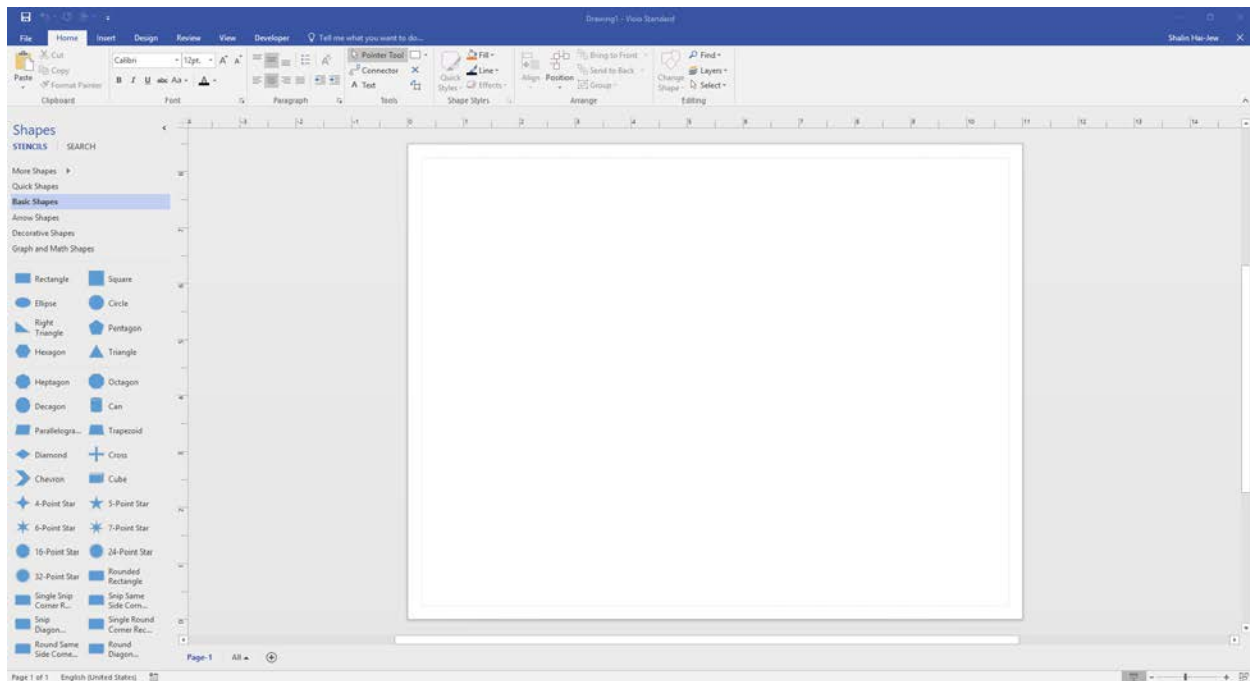 Drawing1 - Visio Standard
File Home Insert Design Review View Developer Tell me what you want to do... Shalin Hai-Jew
Paste
Cut
Copy
Format Painter
Clipboard
Calibri 12pt. A A
B I U abc Aa A
Font
Paragraph
Pointer Tool
Connector
A Text
Tools
Quick Styles
Fill
Line
Effects
Shape Styles
Align
Position
Bring to Front
Send to Back
Group
Arrange
Change Shape
Find
Layers
Select
Editing
Shapes
STENCILS SEARCH
More Shapes
Quick Shapes
Basic Shapes
Arrow Shapes
Decorative Shapes
Graph and Math Shapes
Rectangle Square
Ellipse Circle
Right Triangle Pentagon
Hexagon Triangle
Heptagon Octagon
Decagon Can
Parallelogra... Trapezoid
Diamond Cross
Chevron Cube
4-Point Star 5-Point Star
6-Point Star 7-Point Star
16-Point Star 24-Point Star
32-Point Star Rounded Rectangle
Single Snip Corner R... Snip Same Side Corn...
Snip Diagon... Single Round Corner Rec...
Round Same Side Corne... Round Diagon...
Page-1 All
Page 1 of 1 English (United States)